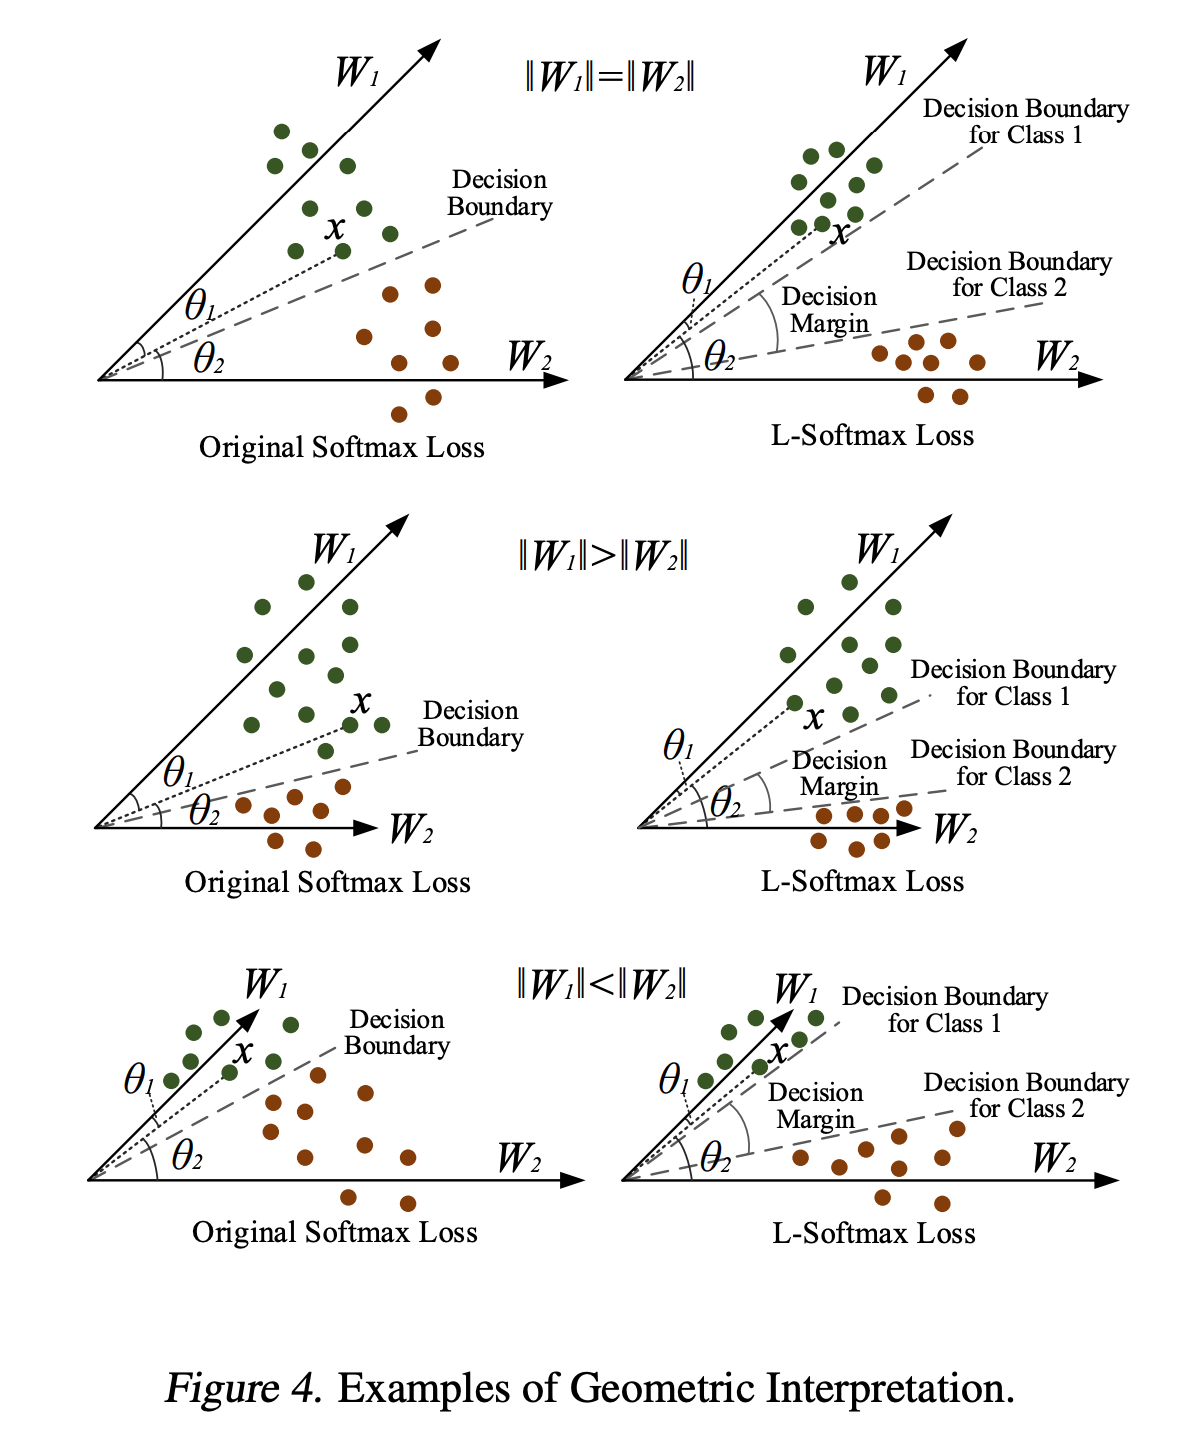 W1
‖W1‖=‖W2‖
x
Decision
Boundary
θ1
θ2
W2
Original Softmax Loss
W1
Decision Boundary
for Class 1
x
θ1
Decision Boundary
for Class 2
Decision
Margin
θ2
W2
L-Softmax Loss
W1
‖W1‖>‖W2‖
x
Decision
Boundary
θ1
θ2
W2
Original Softmax Loss
W1
Decision Boundary
for Class 1
x
θ1
Decision Boundary
for Class 2
Decision
Margin
θ2
W2
L-Softmax Loss
W1
‖W1‖<‖W2‖
Decision
Boundary
x
θ1
θ2
W2
Original Softmax Loss
W1
Decision Boundary
for Class 1
x
θ1
Decision
Margin
Decision Boundary
for Class 2
θ2
W2
L-Softmax Loss
Figure 4. Examples of Geometric Interpretation.